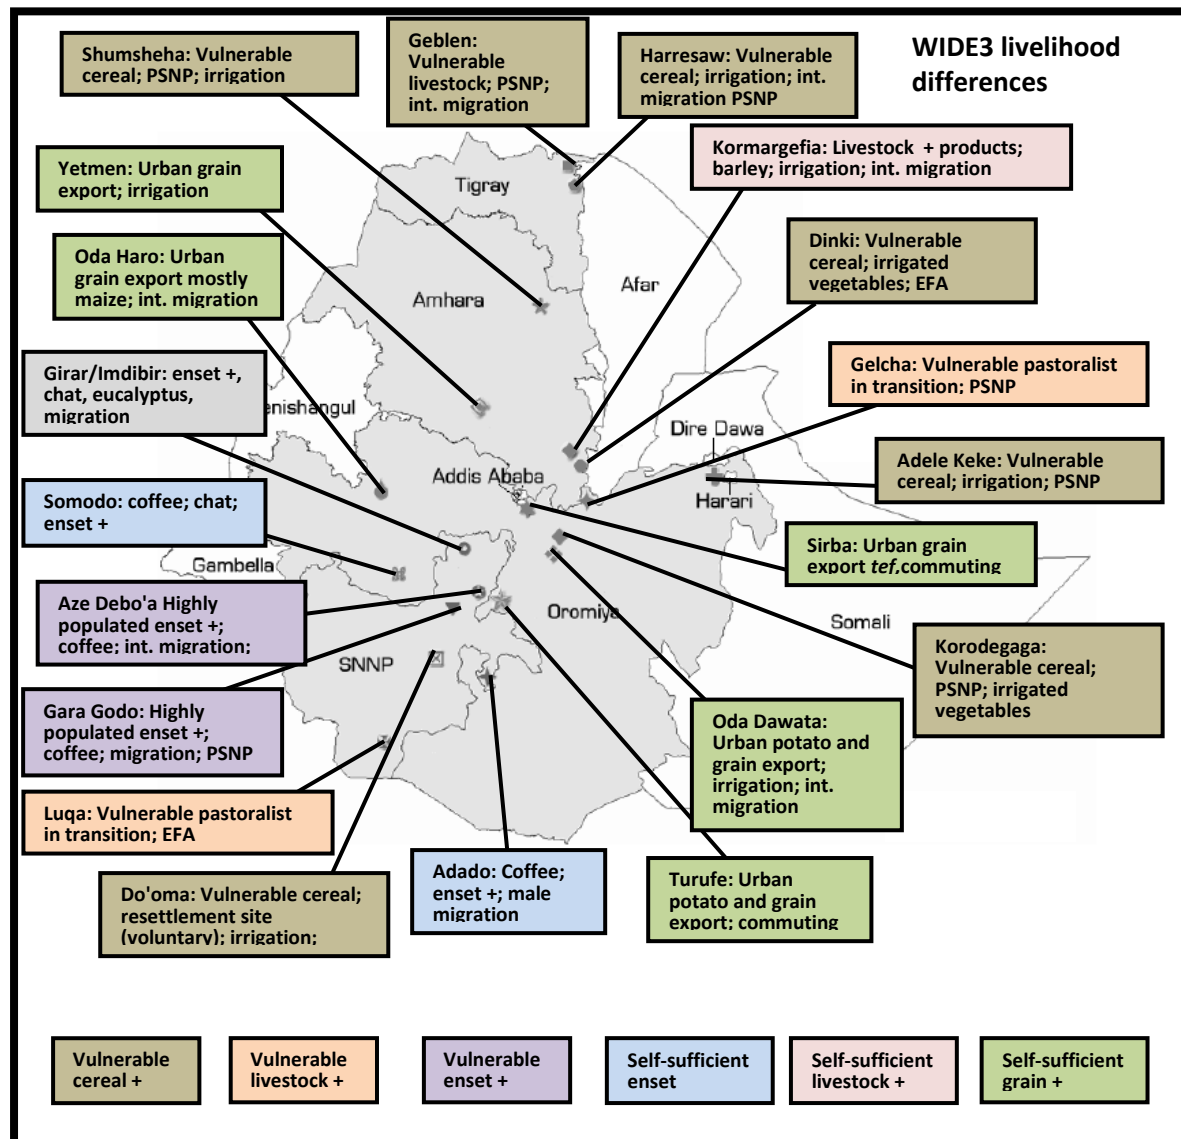 WIDE3 livelihood
differences
Shumsheha: Vulnerable
cereal; PSNP; irrigation
Geblen:
Vulnerable
livestock; PSNP;
int. migration
Harresaw: Vulnerable
cereal; irrigation; int.
migration PSNP
Yetmen: Urban grain
export; irrigation
Kormargefia: Livestock + products;
barley; irrigation; int. migration
Oda Haro: Urban
grain export mostly
maize; int. migration
Dinki: Vulnerable
cereal; irrigated
vegetables; EFA
Girar/Imdibir: enset +,
chat, eucalyptus,
migration
Gelcha: Vulnerable pastoralist
in transition; PSNP
Adele Keke: Vulnerable
cereal; irrigation; PSNP
Somodo: coffee; chat;
enset +
Sirba: Urban grain
export tef,commuting
Aze Debo'a Highly
populated enset +;
coffee; int. migration;
Korodegaga:
Vulnerable cereal;
PSNP; irrigated
vegetables
Gara Godo: Highly
populated enset +;
coffee; migration; PSNP
Oda Dawata:
Urban potato and
grain export;
irrigation; int.
migration
Luqa: Vulnerable pastoralist
in transition; EFA
Do'oma: Vulnerable cereal;
resettlement site
(voluntary); irrigation;
Adado: Coffee;
enset +; male
migration
Turufe: Urban
potato and grain
export; commuting
Tigray
Afar
Amhara
enishangul
Dire Dawa
Addis Ababa
Harari
Gambella
Oromiya
Somali
SNNP
Vulnerable
cereal +
Vulnerable
livestock +
Vulnerable
enset +
Self-sufficient
enset
Self-sufficient
livestock +
Self-sufficient
grain +